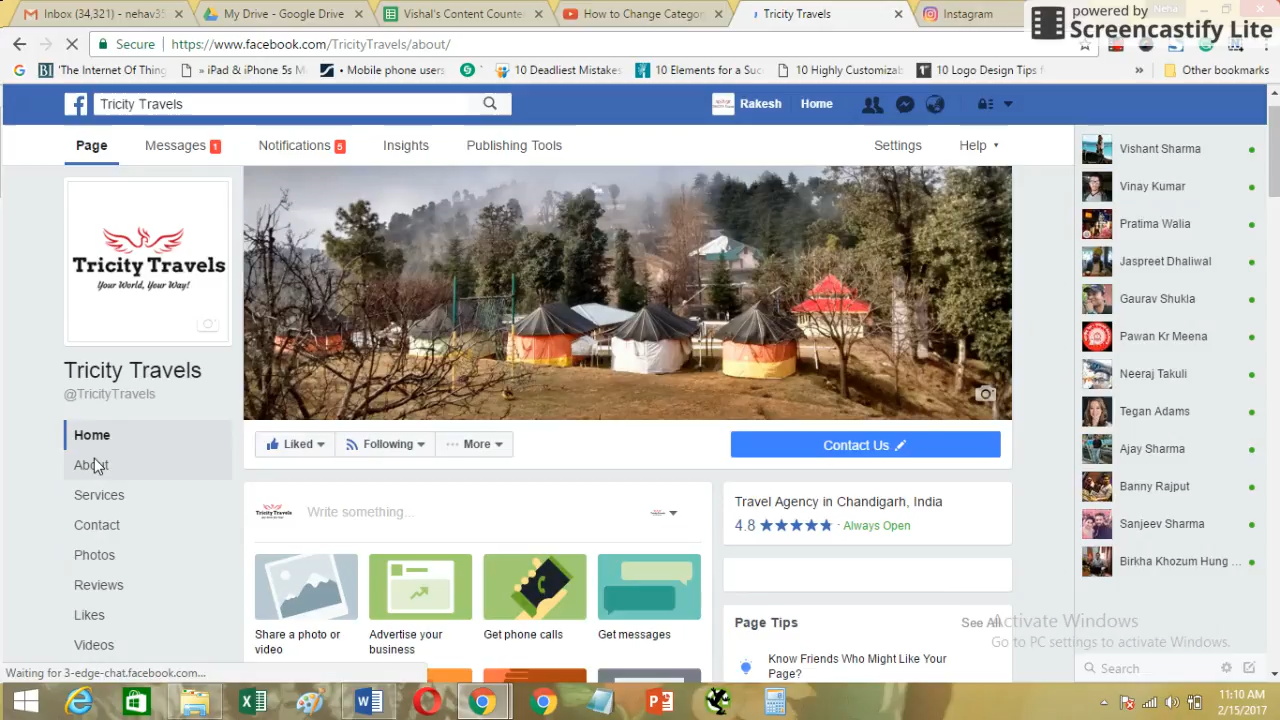 Inbox (34,321) - neha35
My Drive - Google D
Vishal's Content Counte
How to Change Catego
Tricity Travels
Instagram
Neha
powered by
Screencastify Lite
Secure
https://www.facebook.com/TricityTravels/about/
'The Internet Of Thing
» iPad & iPhone 5s M
• Mobile phone users
10 Deadliest Mistakes
10 Elements for a Suc
10 Highly Customizab
10 Logo Design Tips f
»
Other bookmarks
Tricity Travels
Rakesh
Home
Page
Messages 1
Notifications 5
Insights
Publishing Tools
Settings
Help
Tricity Travels
Your World, Your Way!
Tricity Travels
@TricityTravels
Home
About
Services
Contact
Photos
Reviews
Likes
Videos
Liked
Following
More
Contact Us
Tricity Travels
Write something...
Share a photo or
video
Advertise your
business
Get phone calls
Get messages
Travel Agency in Chandigarh, India
4.8 · Always Open
Page Tips
See All
Know Friends Who Might Like Your
Page?
Vishant Sharma
Vinay Kumar
Pratima Walia
Jaspreet Dhaliwal
Gaurav Shukla
Pawan Kr Meena
Neeraj Takuli
Tegan Adams
Ajay Sharma
Banny Rajput
Sanjeev Sharma
Birkha Khozum Hung ...
Activate Windows
Go to PC settings to activate Windows.
Search
Waiting for 3-edge-chat.facebook.com...
11:10 AM
2/15/2017